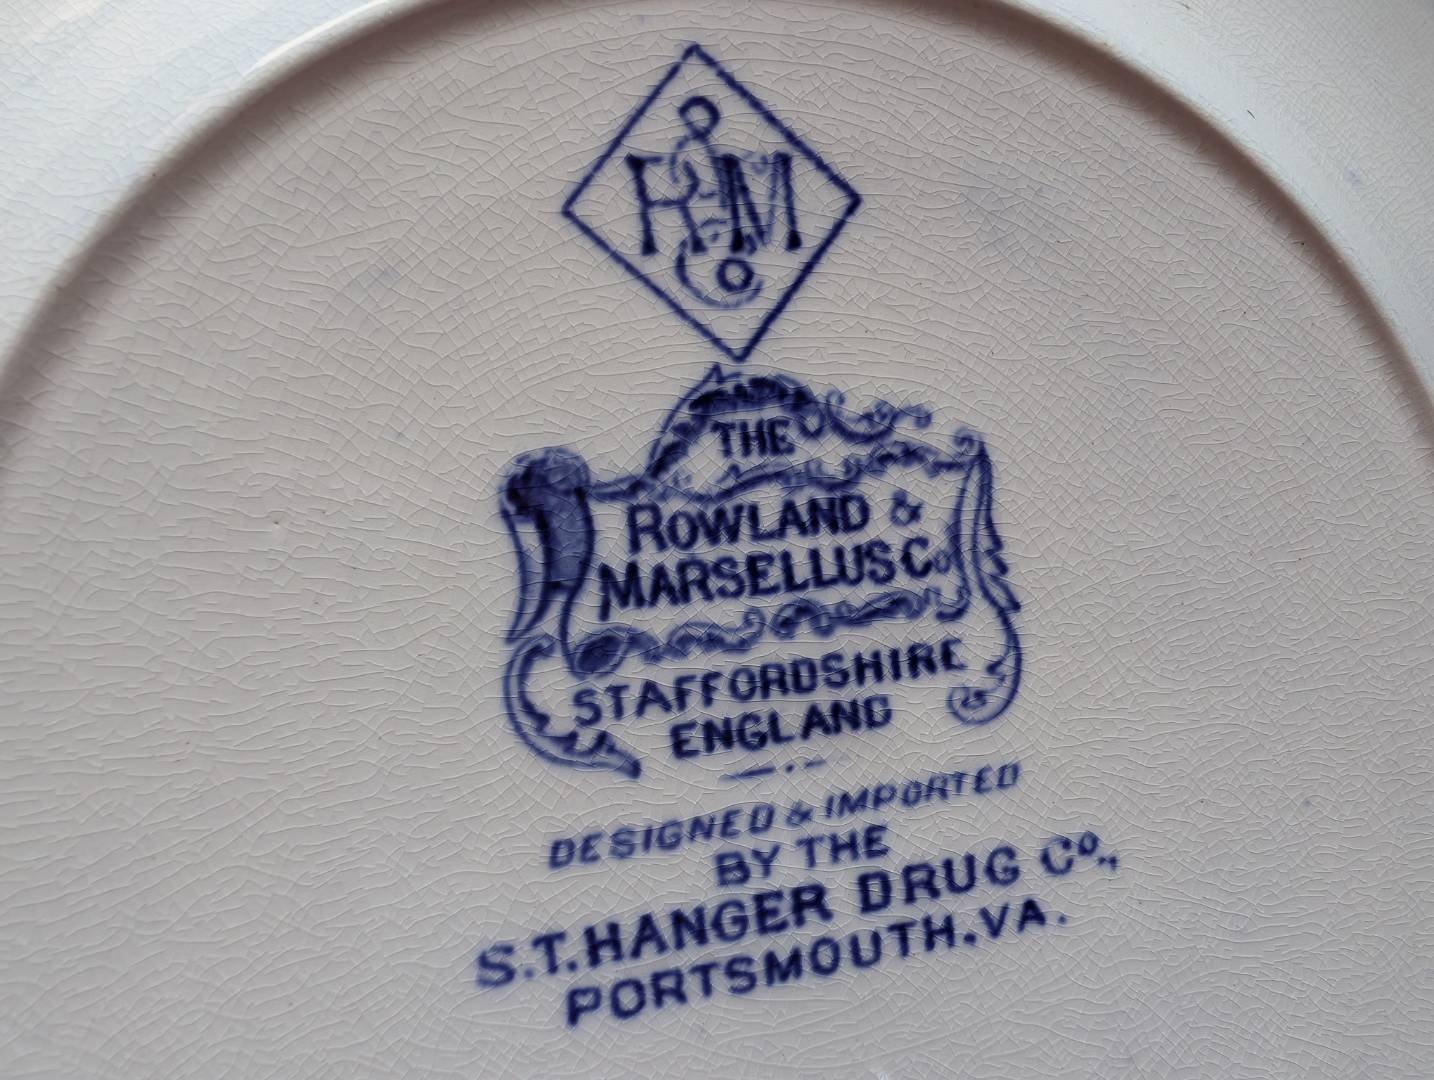 R & M
Co
THE
ROWLAND &
MARSELLUS Co
STAFFORDSHIRE
ENGLAND
DESIGNED & IMPORTED
BY THE
S.T. HANGER DRUG Co.,
PORTSMOUTH. VA.